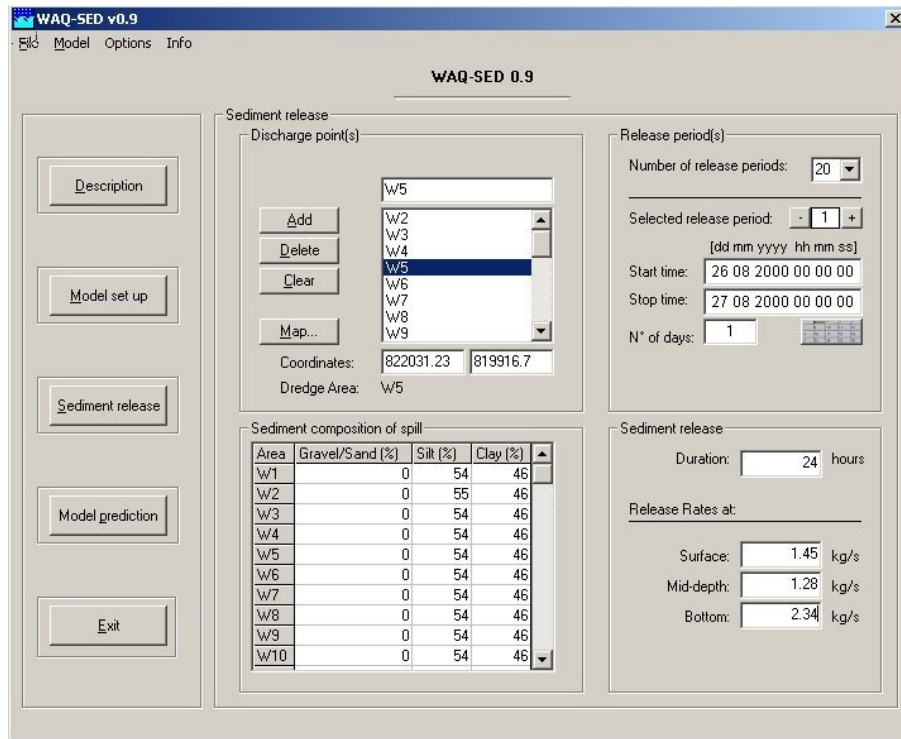 WAQ-SED v0.9
File Model Options Info
WAQ-SED 0.9
Description
Model set up
Sediment release
Model prediction
Exit
Sediment release
Discharge point(s)
W5
Add
Delete
Clear
Map...
W2
W3
W4
W5
W6
W7
W8
W9
Coordinates: 822031.23 819916.7
Dredge Area: W5
Release period(s)
Number of release periods: 20
Selected release period: - 1 +
[dd mm yyyy hh mm ss]
Start time: 26 08 2000 00 00 00
Stop time: 27 08 2000 00 00 00
N° of days: 1
Sediment composition of spill
Area Gravel/Sand (%) Silt (%) Clay (%)
W1 0 54 46
W2 0 55 46
W3 0 54 46
W4 0 54 46
W5 0 54 46
W6 0 54 46
W7 0 54 46
W8 0 54 46
W9 0 54 46
W10 0 54 46
Sediment release
Duration: 24 hours
Release Rates at:
Surface: 1.45 kg/s
Mid-depth: 1.28 kg/s
Bottom: 2.34 kg/s